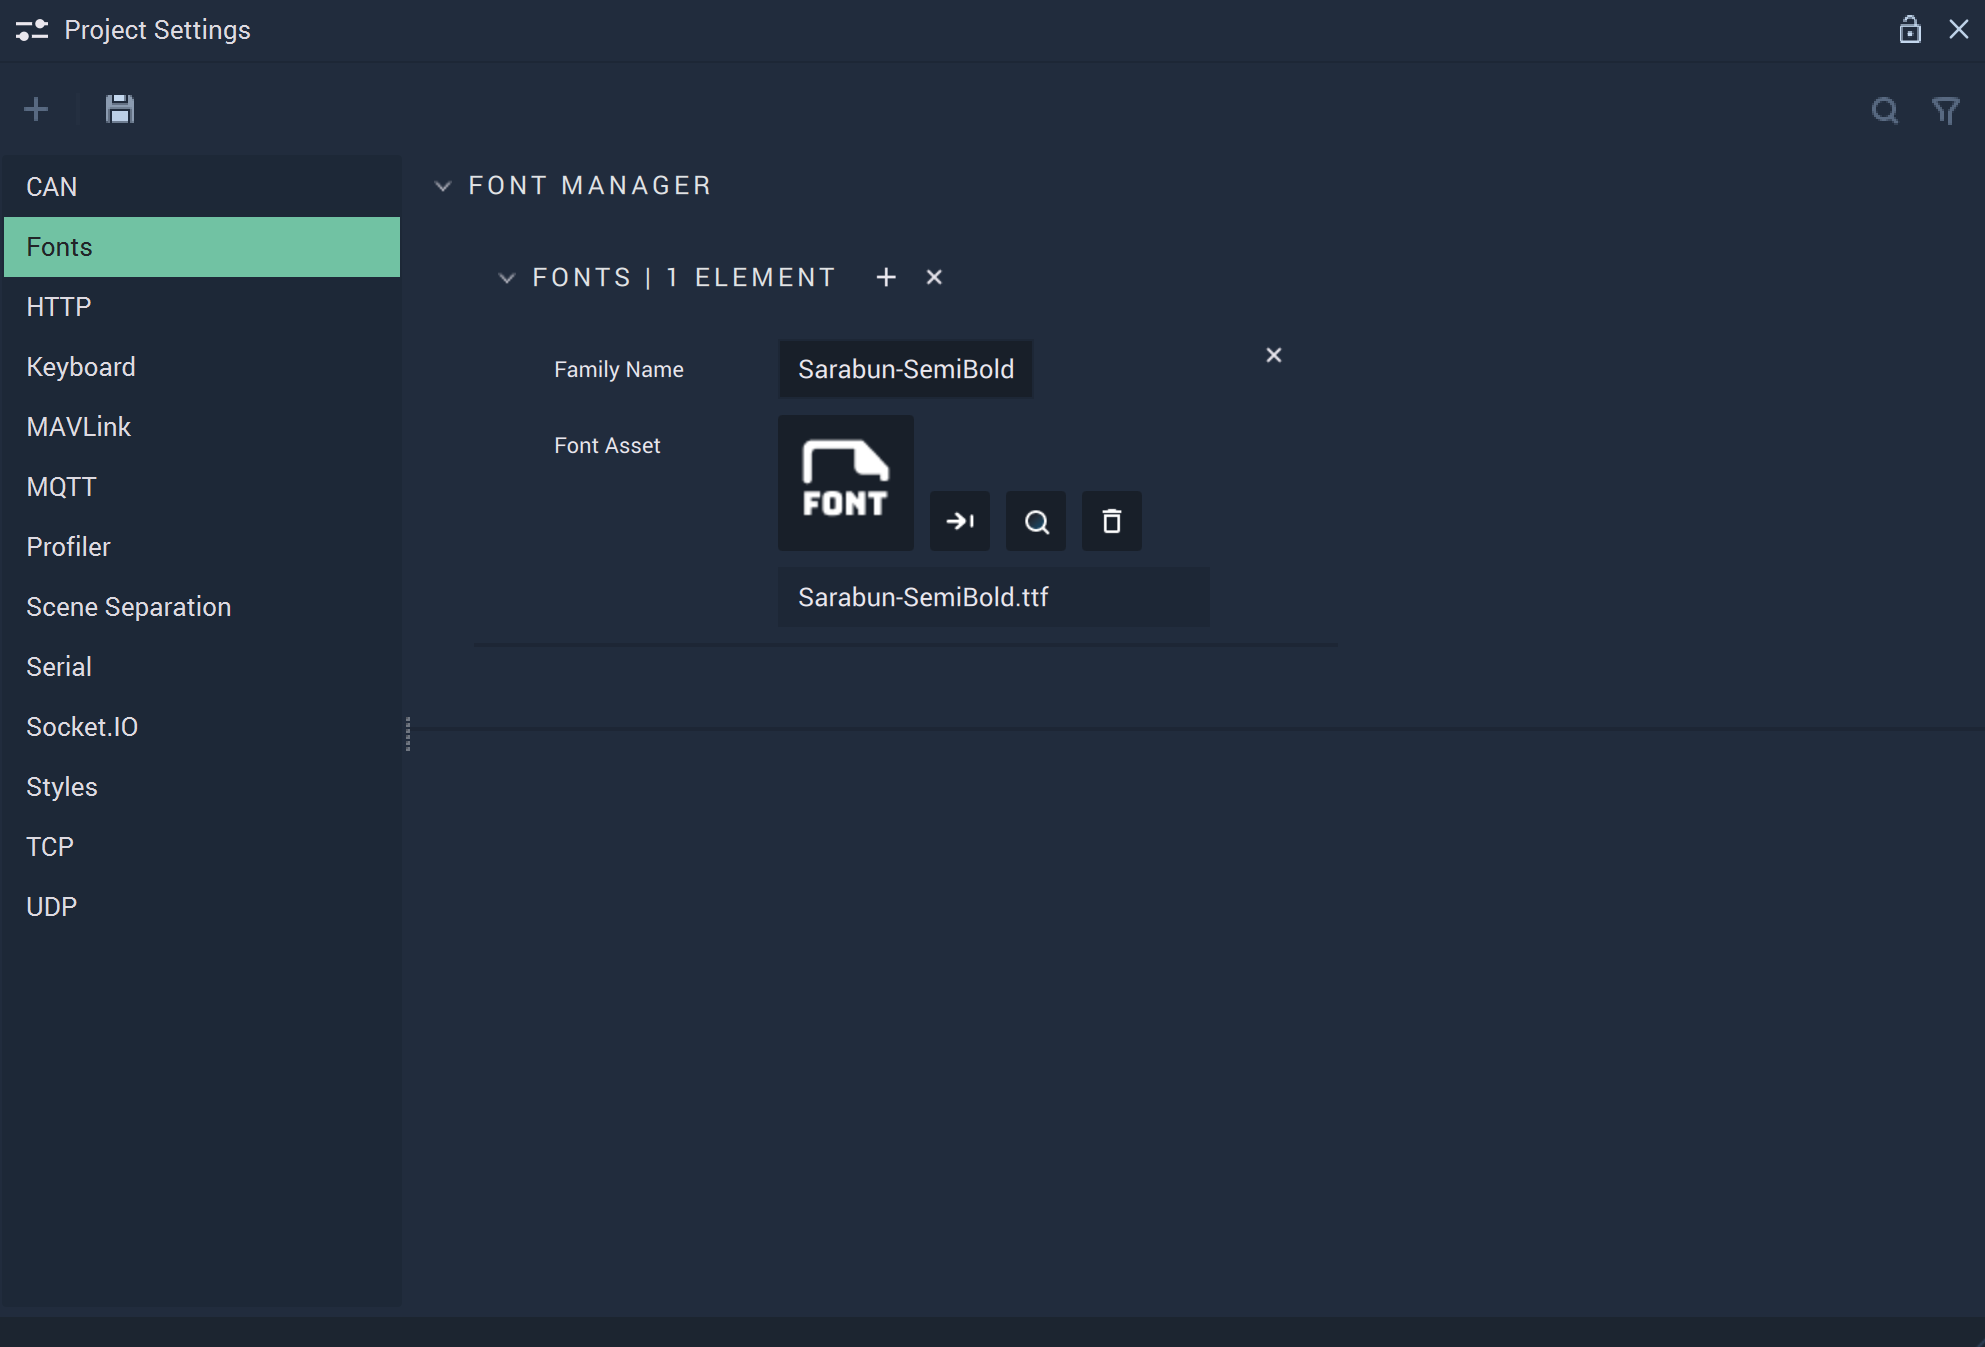 Project Settings
CAN
Fonts
HTTP
Keyboard
MAVLink
MQTT
Profiler
Scene Separation
Serial
Socket.IO
Styles
TCP
UDP
FONT MANAGER
FONTS | 1 ELEMENT
Family Name
Sarabun-SemiBold
Font Asset
FONT
Sarabun-SemiBold.ttf